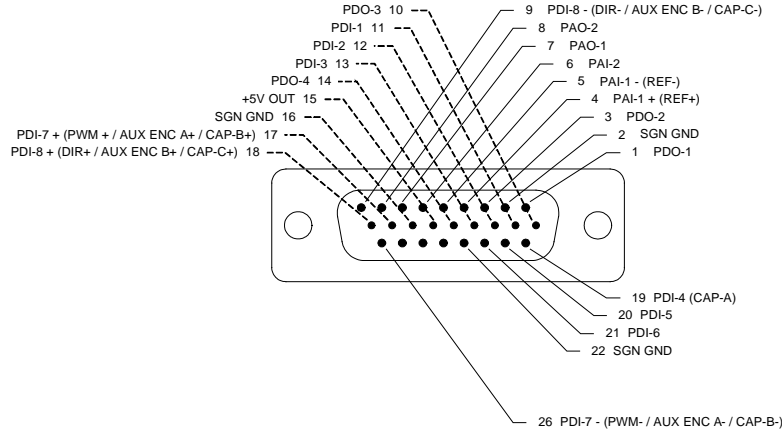 PDO-3 10
PDI-1 11
PDI-2 12
PDI-3 13
PDO-4 14
+5V OUT 15
SGN GND 16
PDI-7 + (PWM + / AUX ENC A+ / CAP-B+) 17
PDI-8 + (DIR+ / AUX ENC B+ / CAP-C+) 18
9 PDI-8 - (DIR- / AUX ENC B- / CAP-C-)
8 PAO-2
7 PAO-1
6 PAI-2
5 PAI-1 - (REF-)
4 PAI-1 + (REF+)
3 PDO-2
2 SGN GND
1 PDO-1
19 PDI-4 (CAP-A)
20 PDI-5
21 PDI-6
22 SGN GND
26 PDI-7 - (PWM- / AUX ENC A- / CAP-B-)